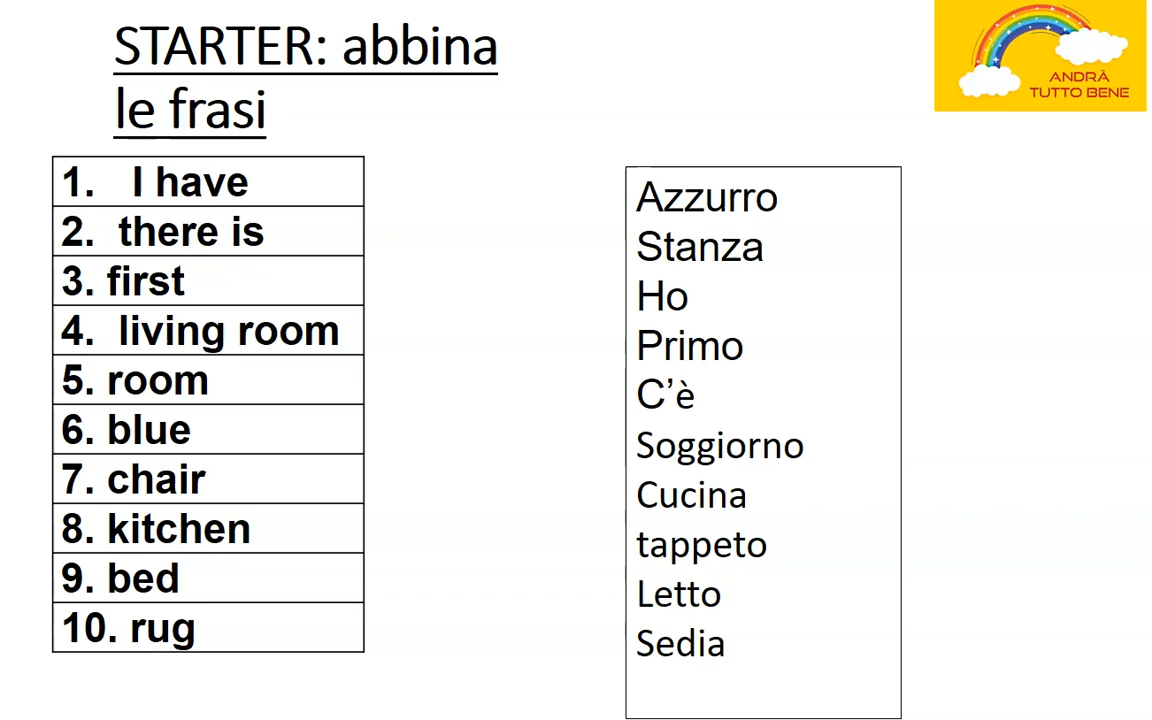 STARTER: abbina
le frasi
ANDRÀ
TUTTO BENE
1. I have
2. there is
3. first
4. living room
5. room
6. blue
7. chair
8. kitchen
9. bed
10. rug
Azzurro
Stanza
Ho
Primo
C’è
Soggiorno
Cucina
tappeto
Letto
Sedia